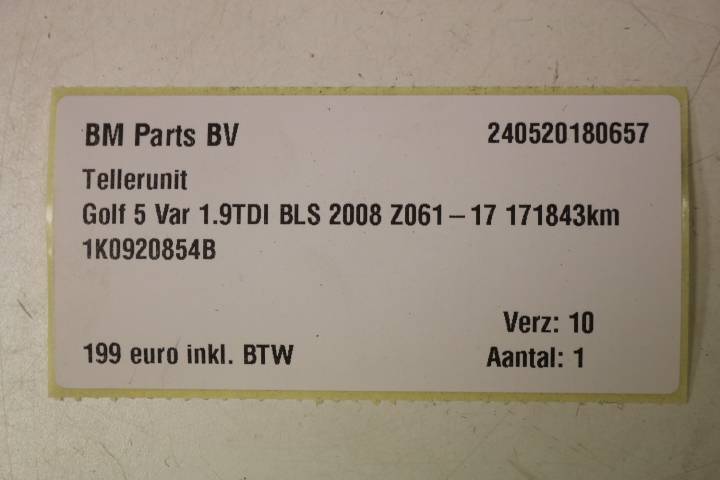 BM Parts BV 240520180657
Tellerunit
Golf 5 Var 1.9TDI BLS 2008 Z061-17 171843km
1K0920854B
Verz: 10
199 euro inkl. BTW Aantal: 1